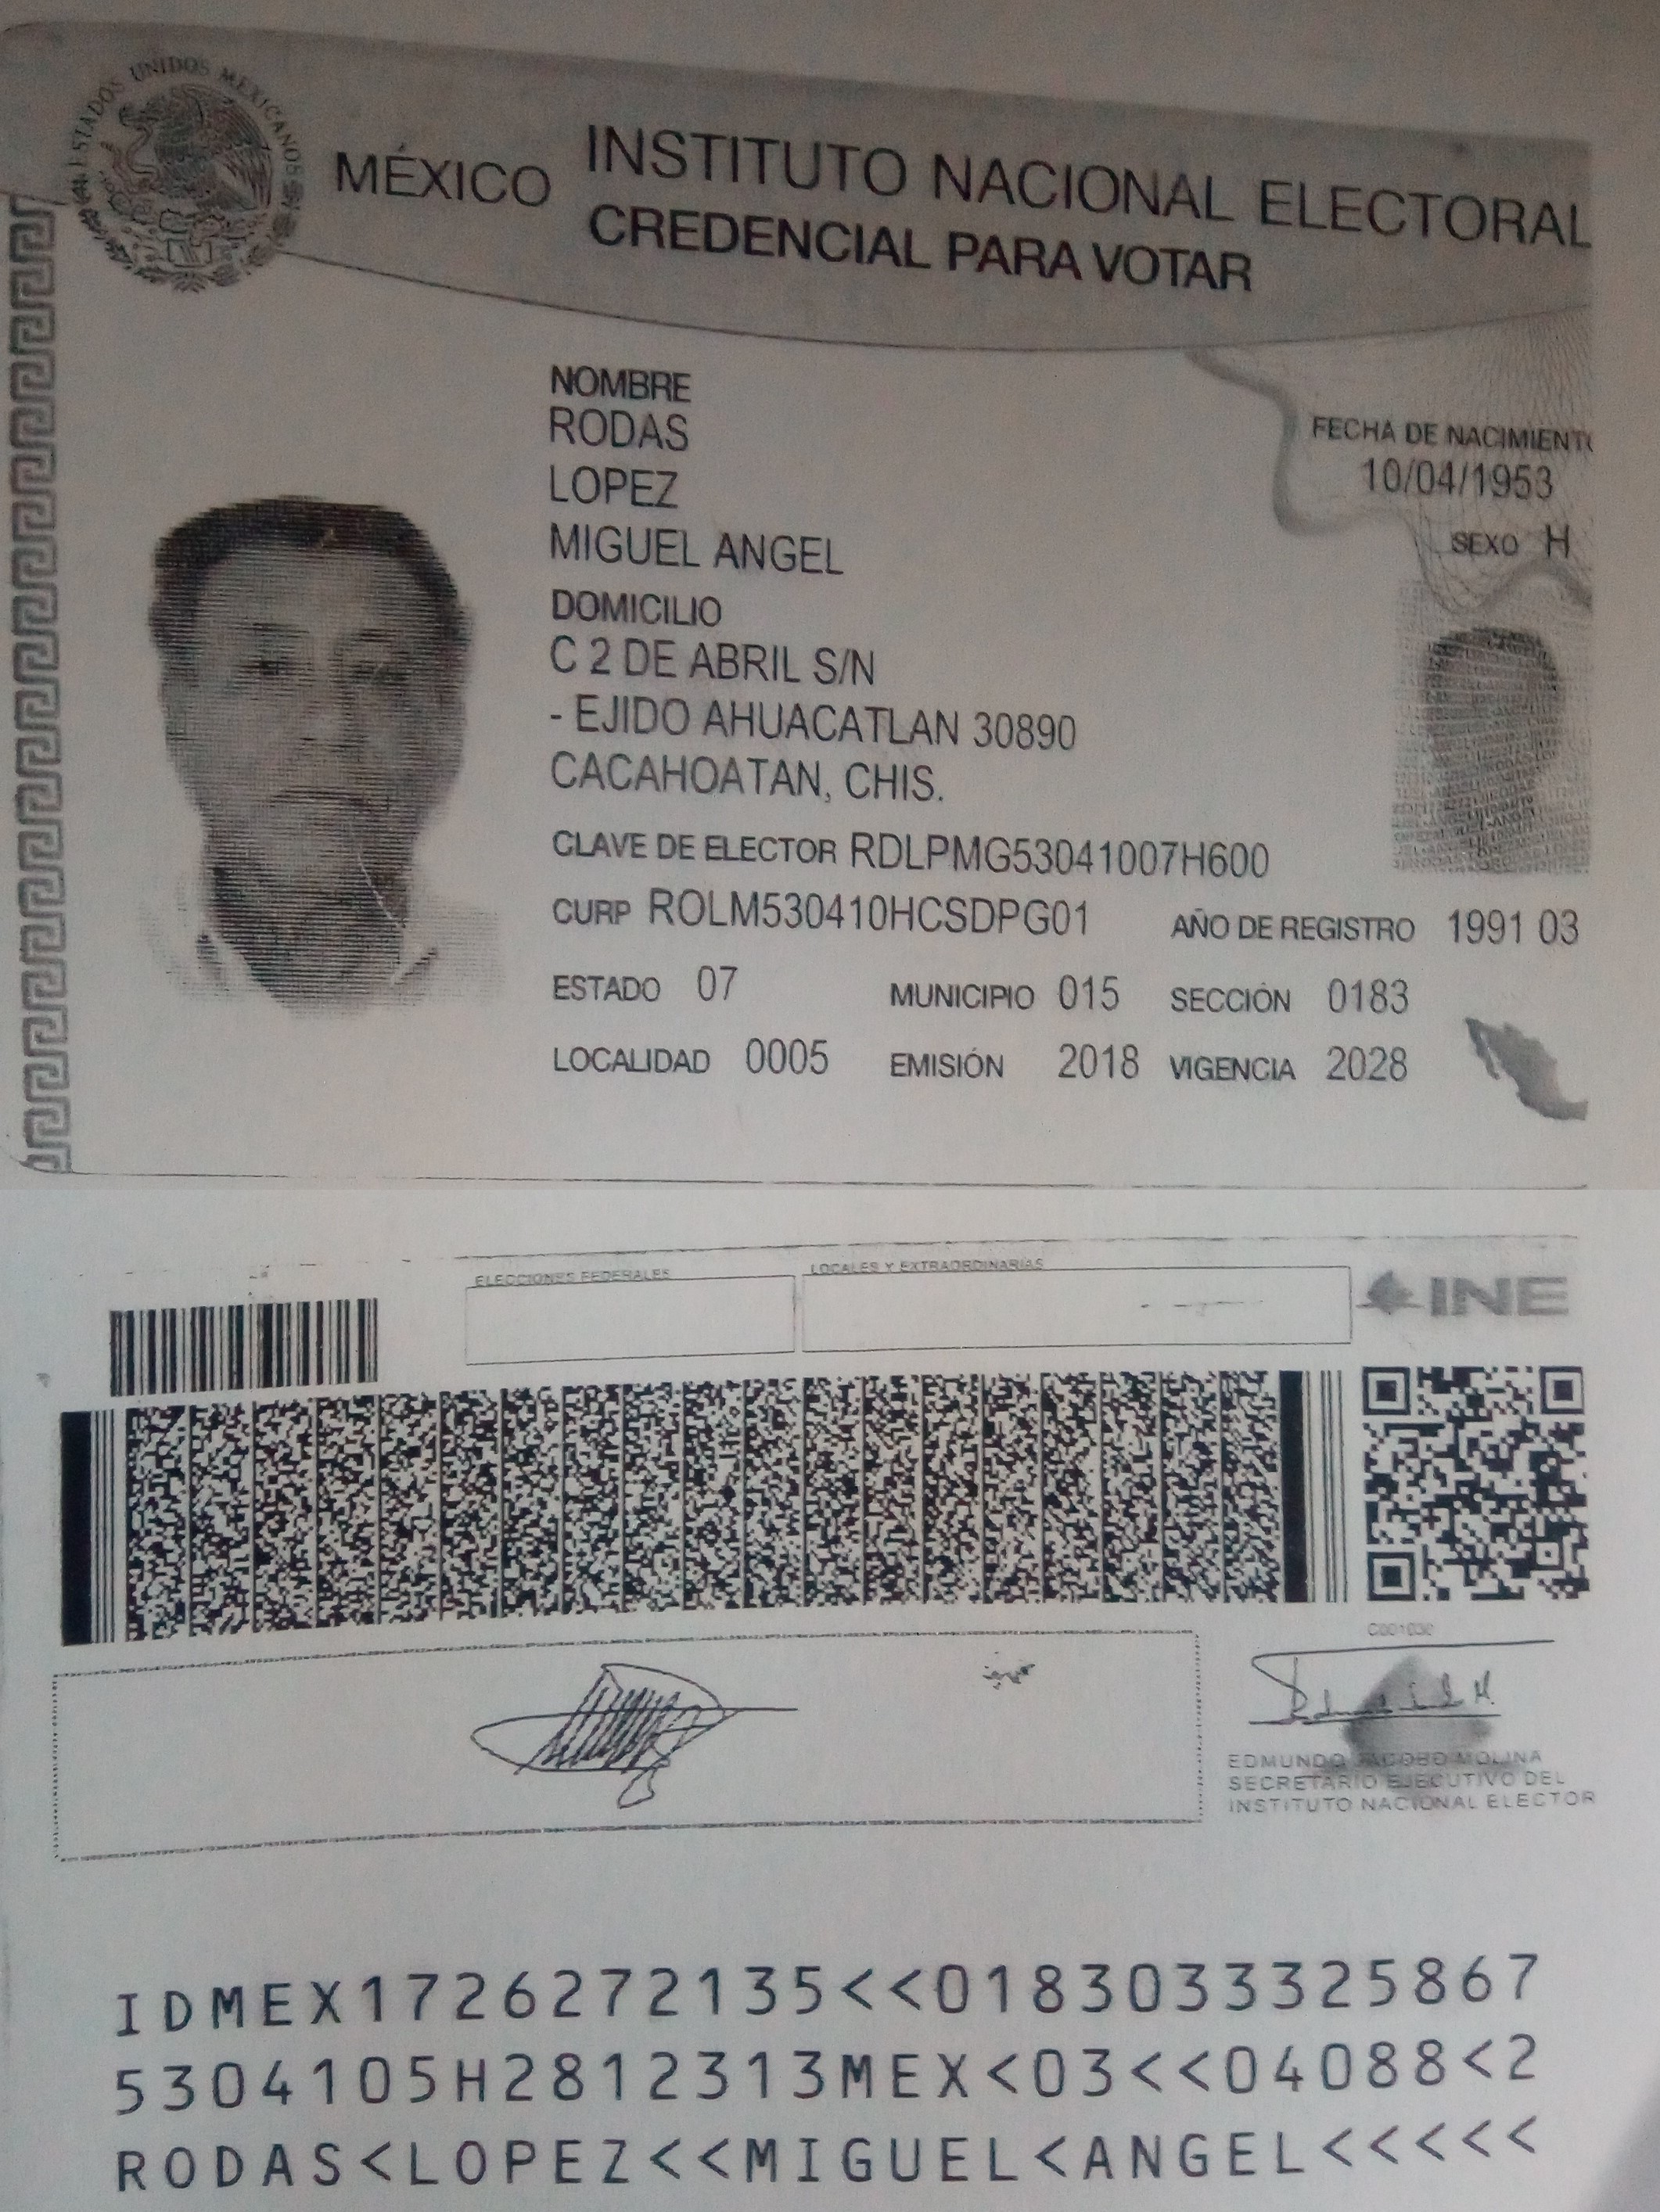 ESTADOS UNIDOS MEXICANOS
MÉXICO INSTITUTO NACIONAL ELECTORAL
CREDENCIAL PARA VOTAR
NOMBRE
RODAS
LOPEZ
MIGUEL ANGEL
FECHA DE NACIMIENTO
10/04/1953
SEXO H
DOMICILIO
C 2 DE ABRIL S/N
- EJIDO AHUACATLAN 30890
CACAHOATAN, CHIS.
CLAVE DE ELECTOR RDLPMG53041007H600
CURP ROLM530410HCSDPG01 AÑO DE REGISTRO 1991 03
ESTADO 07 MUNICIPIO 015 SECCIÓN 0183
LOCALIDAD 0005 EMISIÓN 2018 VIGENCIA 2028
ELECCIONES FEDERALES LOCALES Y EXTRAORDINARIAS
INE
EDMUNDO JACOBO MOLINA
SECRETARIO EJECUTIVO DEL
INSTITUTO NACIONAL ELECTOR
IDMEX1726272135<<0183033325867
5304105H2812313MEX<03<<04088<2
RODAS<LOPEZ<<MIGUEL<ANGEL<<<<<